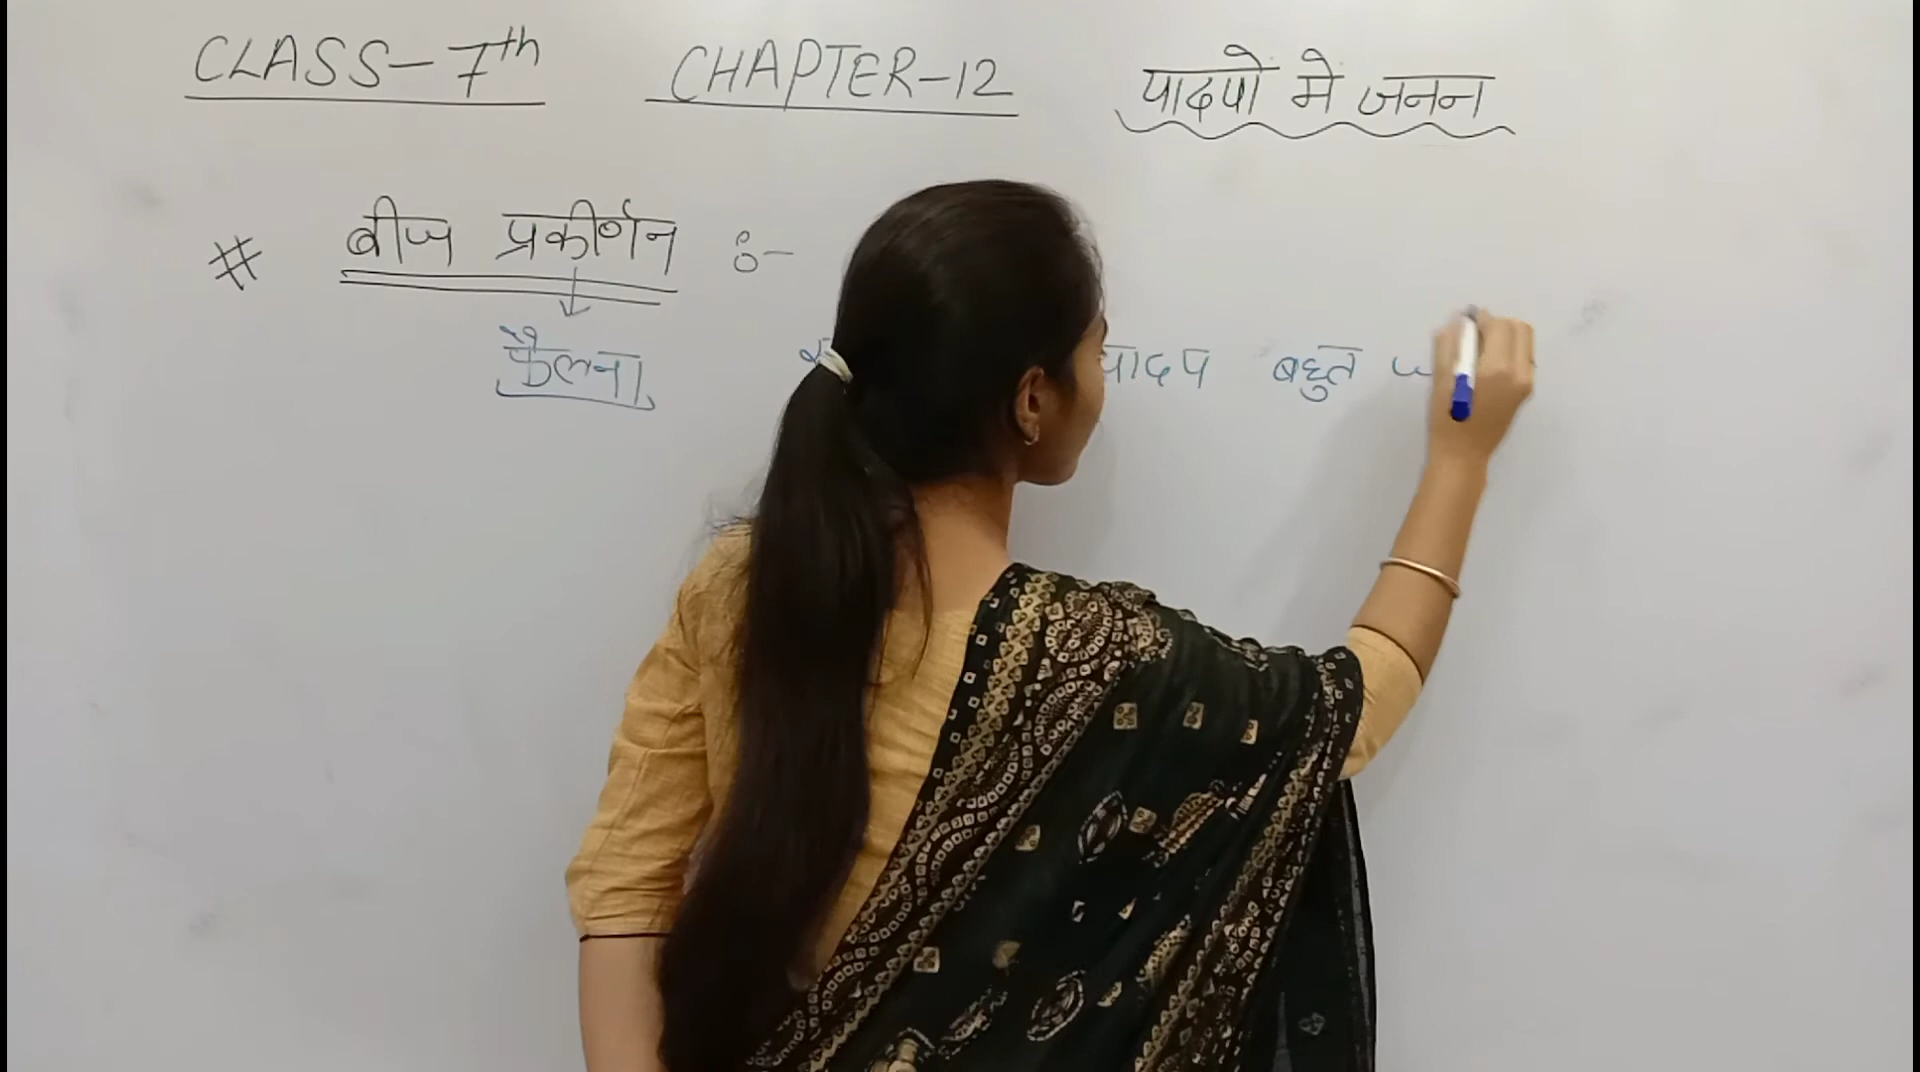 CLASS-7th CHAPTER-12 पादपों में जनन
# बीज प्रकीर्णन :-
फैलना पादप बहुत